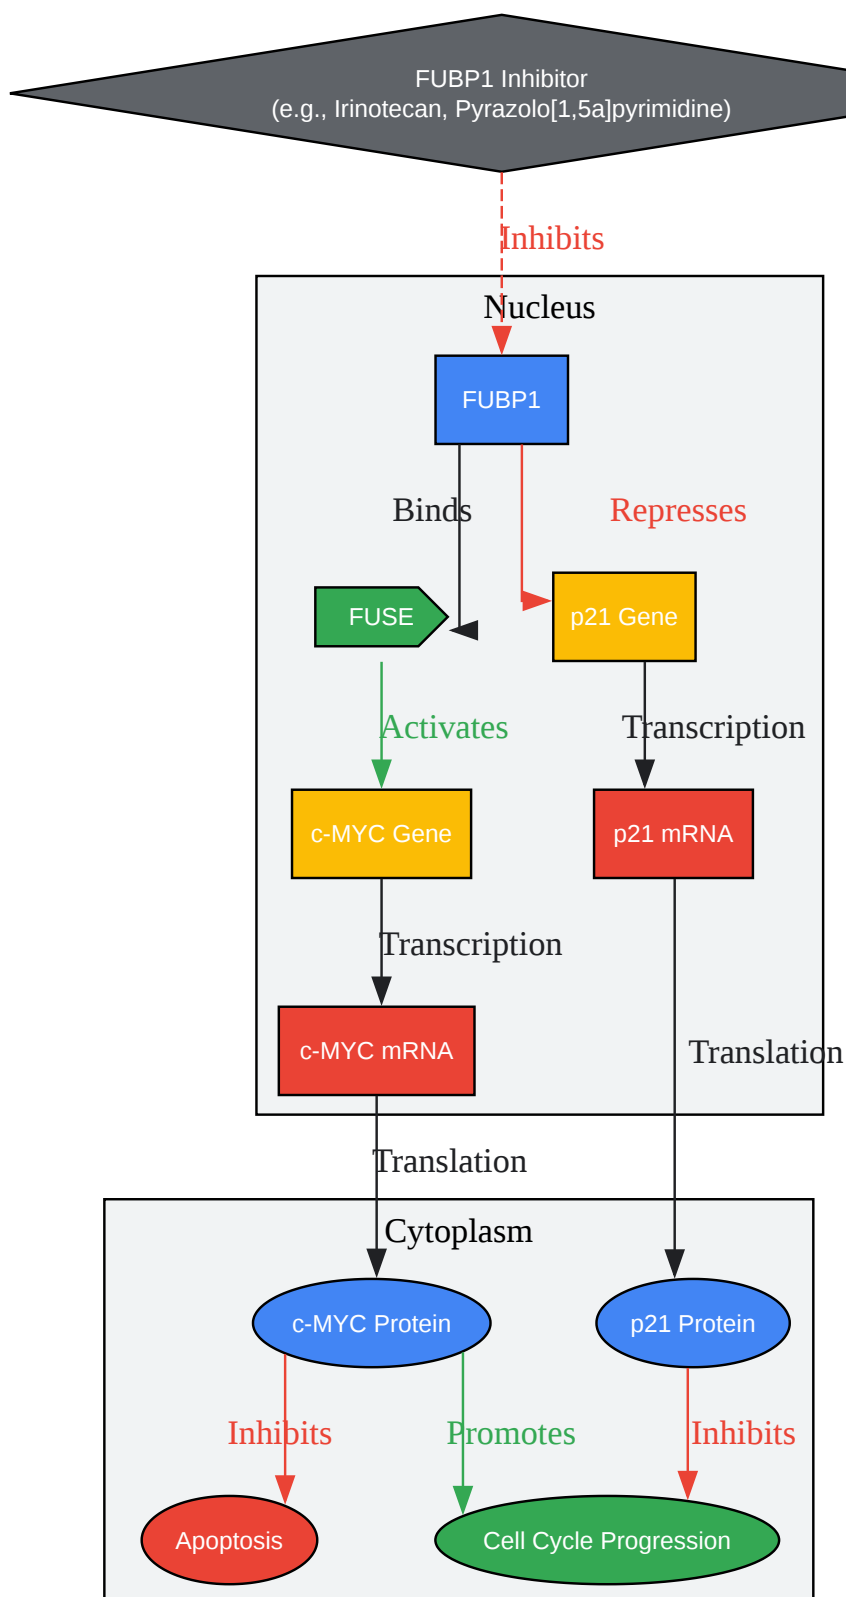 FUBP1 Inhibitor
(e.g., Irinotecan, Pyrazolo[1,5a]pyrimidine)
Inhibits
Nucleus
FUBP1
Binds
Represses
FUSE
p21 Gene
Activates
Transcription
c-MYC Gene
p21 mRNA
Transcription
c-MYC mRNA
Translation
Translation
Cytoplasm
c-MYC Protein
p21 Protein
Inhibits
Promotes
Inhibits
Apoptosis
Cell Cycle Progression